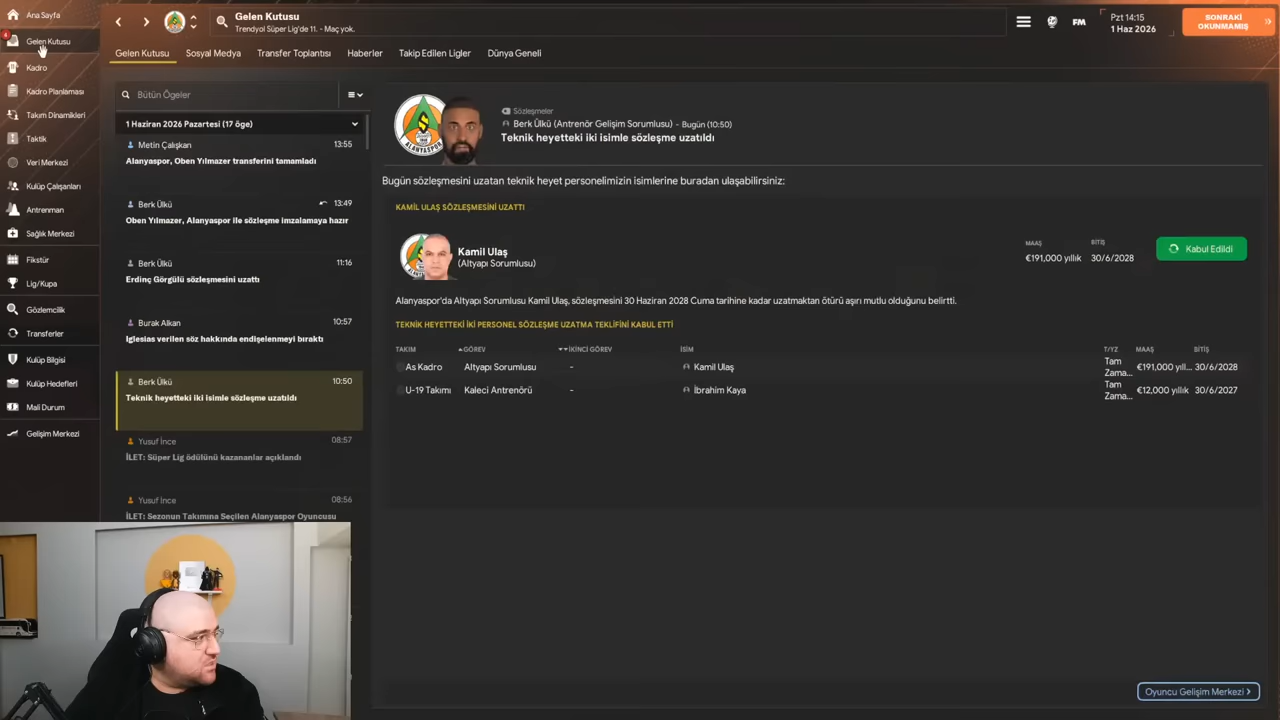 Ana Sayfa
4
Gelen Kutusu
Kadro
Kadro Planlaması
Takım Dinamikleri
Taktik
Veri Merkezi
Kulüp Çalışanları
Antrenman
Sağlık Merkezi
Fikstür
Lig/Kupa
Gözlemcilik
Transferler
Kulüp Bilgisi
Kulüp Hedefleri
Mali Durum
Gelişim Merkezi
Gelen Kutusu
Trendyol Süper Lig'de 11. - Maç yok.
FM
Pzt 14:15
1 Haz 2026
SONRAKİ
OKUNMAMIŞ
Gelen Kutusu
Sosyal Medya
Transfer Toplantısı
Haberler
Takip Edilen Ligler
Dünya Geneli
Bütün Ögeler
1 Haziran 2026 Pazartesi (17 öge)
Metin Çalışkan 13:55
Alanyaspor, Oben Yılmazer transferini tamamladı
Berk Ülkü 13:49
Oben Yılmazer, Alanyaspor ile sözleşme imzalamaya hazır
Berk Ülkü 11:16
Erdinç Görgülü sözleşmesini uzattı
Burak Alkan 10:57
Iglesias verilen söz hakkında endişelenmeyi bıraktı
Berk Ülkü 10:50
Teknik heyetteki iki isimle sözleşme uzatıldı
Yusuf İnce 08:57
İLET: Süper Lig ödülünü kazananlar açıklandı
Yusuf İnce 08:56
İLET: Sezonun Takımına Seçilen Alanyaspor Oyuncusu
ALANYASPOR
Sözleşmeler
Berk Ülkü (Antrenör Gelişim Sorumlusu) - Bugün (10:50)
Teknik heyetteki iki isimle sözleşme uzatıldı
Bugün sözleşmesini uzatan teknik heyet personelimizin isimlerine buradan ulaşabilirsiniz:
KAMİL ULAŞ SÖZLEŞMESİNİ UZATTI
Kamil Ulaş
(Altyapı Sorumlusu)
MAAŞ BİTİŞ
€191,000 yıllık 30/6/2028
Kabul Edildi
Alanyaspor'da Altyapı Sorumlusu Kamil Ulaş, sözleşmesini 30 Haziran 2028 Cuma tarihine kadar uzatmaktan ötürü aşırı mutlu olduğunu belirtti.
TEKNİK HEYETTEKİ İKİ PERSONEL SÖZLEŞME UZATMA TEKLİFİNİ KABUL ETTİ
TAKIM GÖREV İKİNCİ GÖREV İSİM T/YZ MAAŞ BİTİŞ
As Kadro Altyapı Sorumlusu - Kamil Ulaş Tam Zama... €191,000 yıllı... 30/6/2028
U-19 Takımı Kaleci Antrenörü - İbrahim Kaya Tam Zama... €12,000 yıllık 30/6/2027
Oyuncu Gelişim Merkezi >